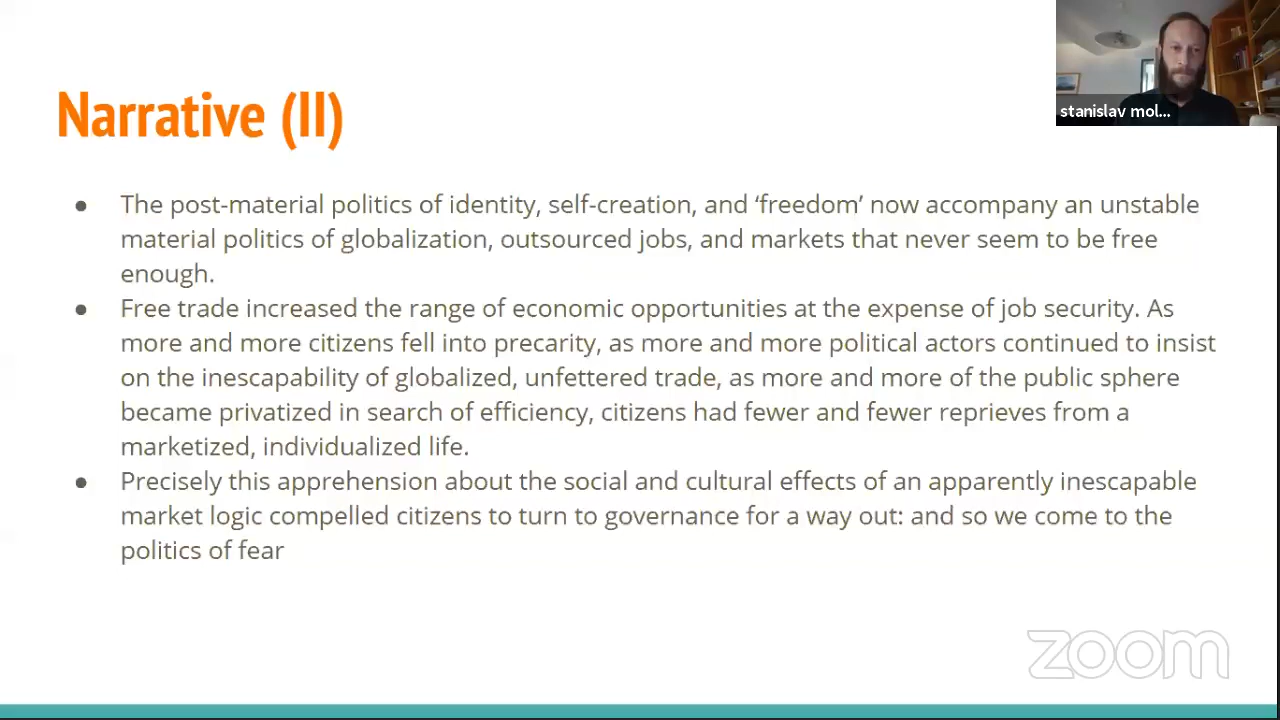 stanislav mol...
Narrative (II)
● The post-material politics of identity, self-creation, and ‘freedom’ now accompany an unstable
material politics of globalization, outsourced jobs, and markets that never seem to be free
enough.
● Free trade increased the range of economic opportunities at the expense of job security. As
more and more citizens fell into precarity, as more and more political actors continued to insist
on the inescapability of globalized, unfettered trade, as more and more of the public sphere
became privatized in search of efficiency, citizens had fewer and fewer reprieves from a
marketized, individualized life.
● Precisely this apprehension about the social and cultural effects of an apparently inescapable
market logic compelled citizens to turn to governance for a way out: and so we come to the
politics of fear
zoom